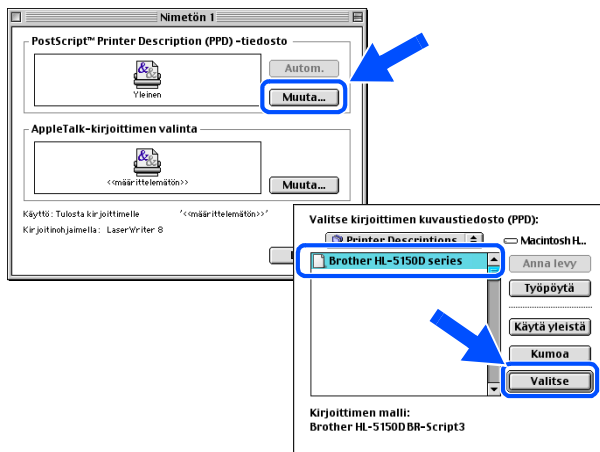 Nimetön 1
PostScript™ Printer Description (PPD) -tiedosto
Yleinen
Autom.
Muuta...
AppleTalk-kirjoittimen valinta
<<määrittelemätön>>
Muuta...
Käyttö: Tulosta kirjoittimelle '<<määrittelemätön>>'
Kirjoitinohjaimella: LaserWriter 8
Valitse kirjoittimen kuvaustiedosto (PPD):
Printer Descriptions
Macintosh H...
Brother HL-5150D series
Anna levy
Työpöytä
Käytä yleistä
Kumoa
Valitse
Kirjoittimen malli:
Brother HL-5150D BR-Script3